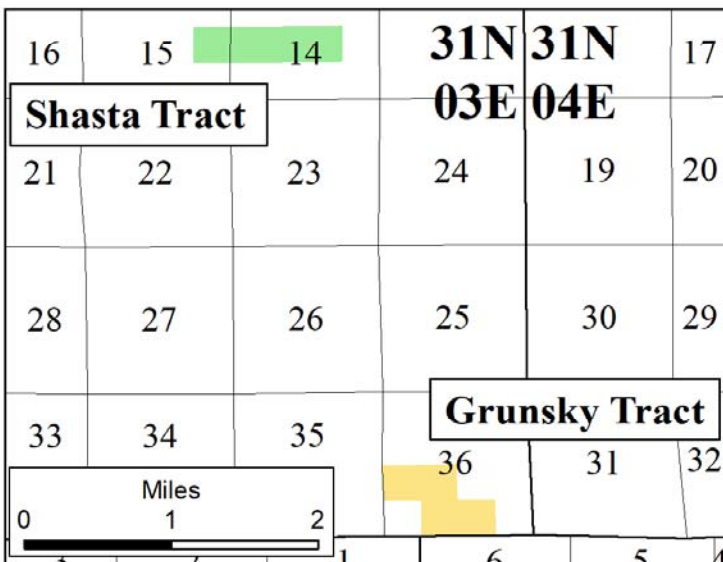 31N 31N
16 15 14 17
03E 04E
Shasta Tract
21 22 23 24 19 20
28 27 26 25 30 29
Grunsky Tract
33 34 35 36 31 32
Miles
0 1 2
1 6 5